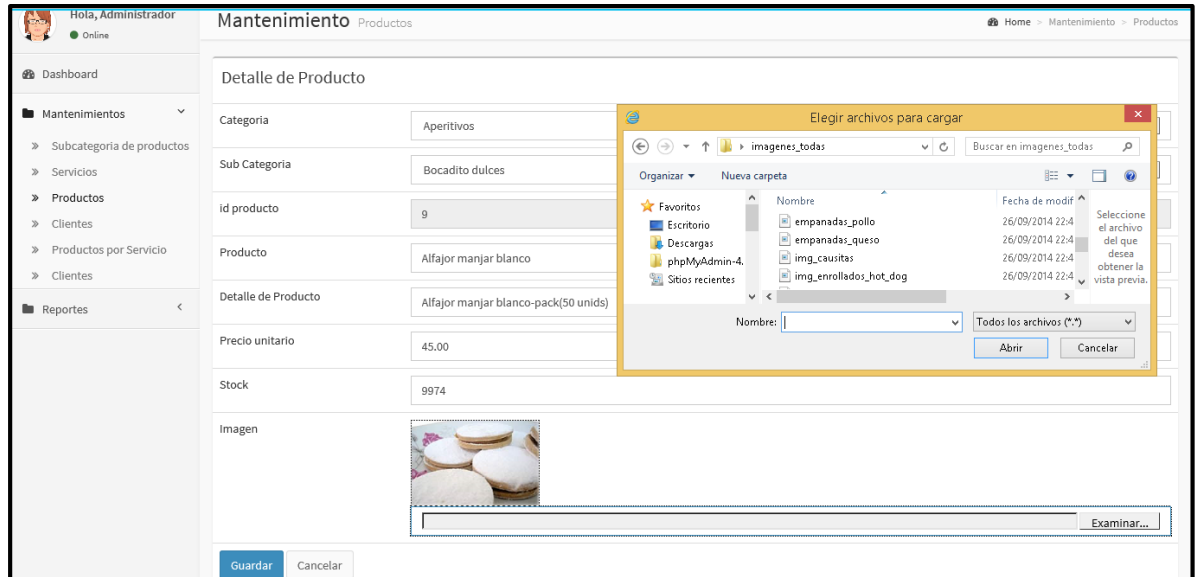 Hola, Administrador
Online
Mantenimiento Productos
Home > Mantenimiento > Productos
Dashboard
Mantenimientos
Subcategoria de productos
Servicios
Productos
Clientes
Productos por Servicio
Clientes
Reportes
Detalle de Producto
Categoria
Aperitivos
Sub Categoria
Bocadito dulces
id producto
9
Producto
Alfajor manjar blanco
Detalle de Producto
Alfajor manjar blanco-pack(50 unids)
Precio unitario
45.00
Stock
9974
Imagen
Examinar...
Guardar
Cancelar
Elegir archivos para cargar
imagenes_todas
Buscar en imagenes_todas
Organizar
Nueva carpeta
Favoritos
Escritorio
Descargas
phpMyAdmin-4.
Sitios recientes
Nombre
Fecha de modif
empanadas_pollo
26/09/2014 22:4
empanadas_queso
26/09/2014 22:4
img_causitas
26/09/2014 22:4
img_enrollados_hot_dog
26/09/2014 22:4
Seleccione
el archivo
del que
desea
obtener la
vista previa.
Nombre:
Todos los archivos (*.*)
Abrir
Cancelar